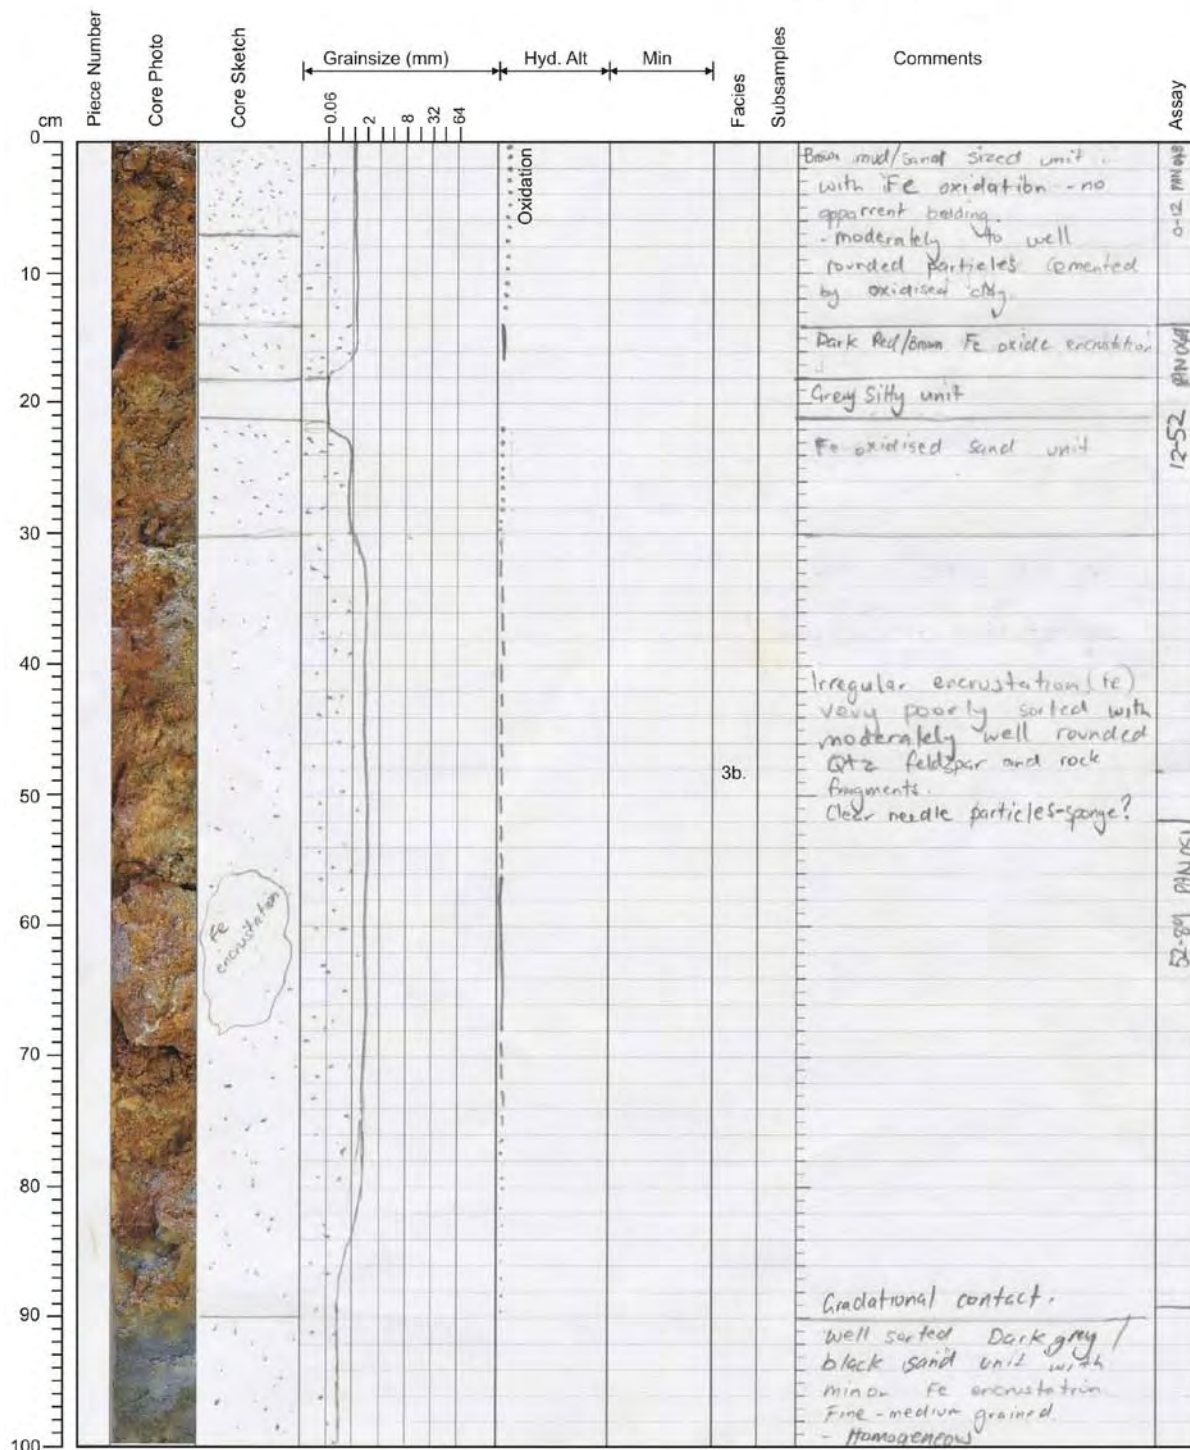 Piece Number
Core Photo
Core Sketch
Grainsize (mm)
Hyd. Alt
Min
Facies
Subsamples
Comments
Assay
cm
0.06
2
8
32
64
0
10
20
30
40
50
60
70
80
90
100
Oxidation
Fe
encrustation
3b.
Brown mud/sand sized unit
with Fe oxidation - no
apparrent bedding.
- moderately to well
rounded particles cemented
by oxidised clay.
Dark Red/Brown Fe oxide encrustation
Grey Silty unit
Fe oxidised sand unit
Irregular encrustation (Fe)
very poorly sorted with
moderately well rounded
Qtz feldspar and rock
fragments.
Clear needle particles-sponge?
Gradational contact.
well sorted Dark grey/
black sand unit with
minor Fe encrustation
Fine-medium grained
- Homogeneous
0-12 PAN
12-52 PAN
52-89 PAN